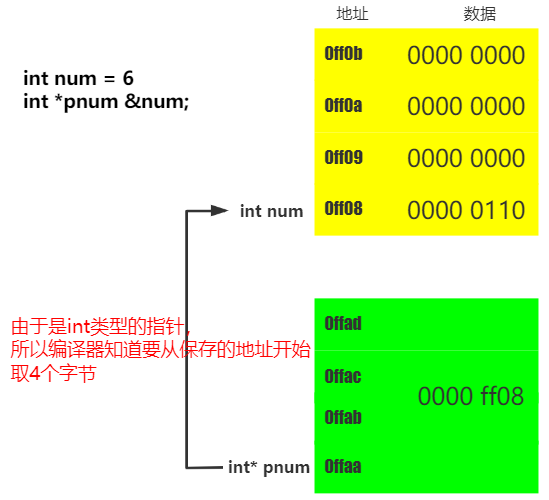 地址 数据
int num = 6
int *pnum &num;
0ff0b 0000 0000
0ff0a 0000 0000
0ff09 0000 0000
int num 0ff08 0000 0110
由于是int类型的指针，
所以编译器知道要从保存的地址开始
取4个字节
0ffad
0ffac
0000 ff08
0ffab
int* pnum 0ffaa